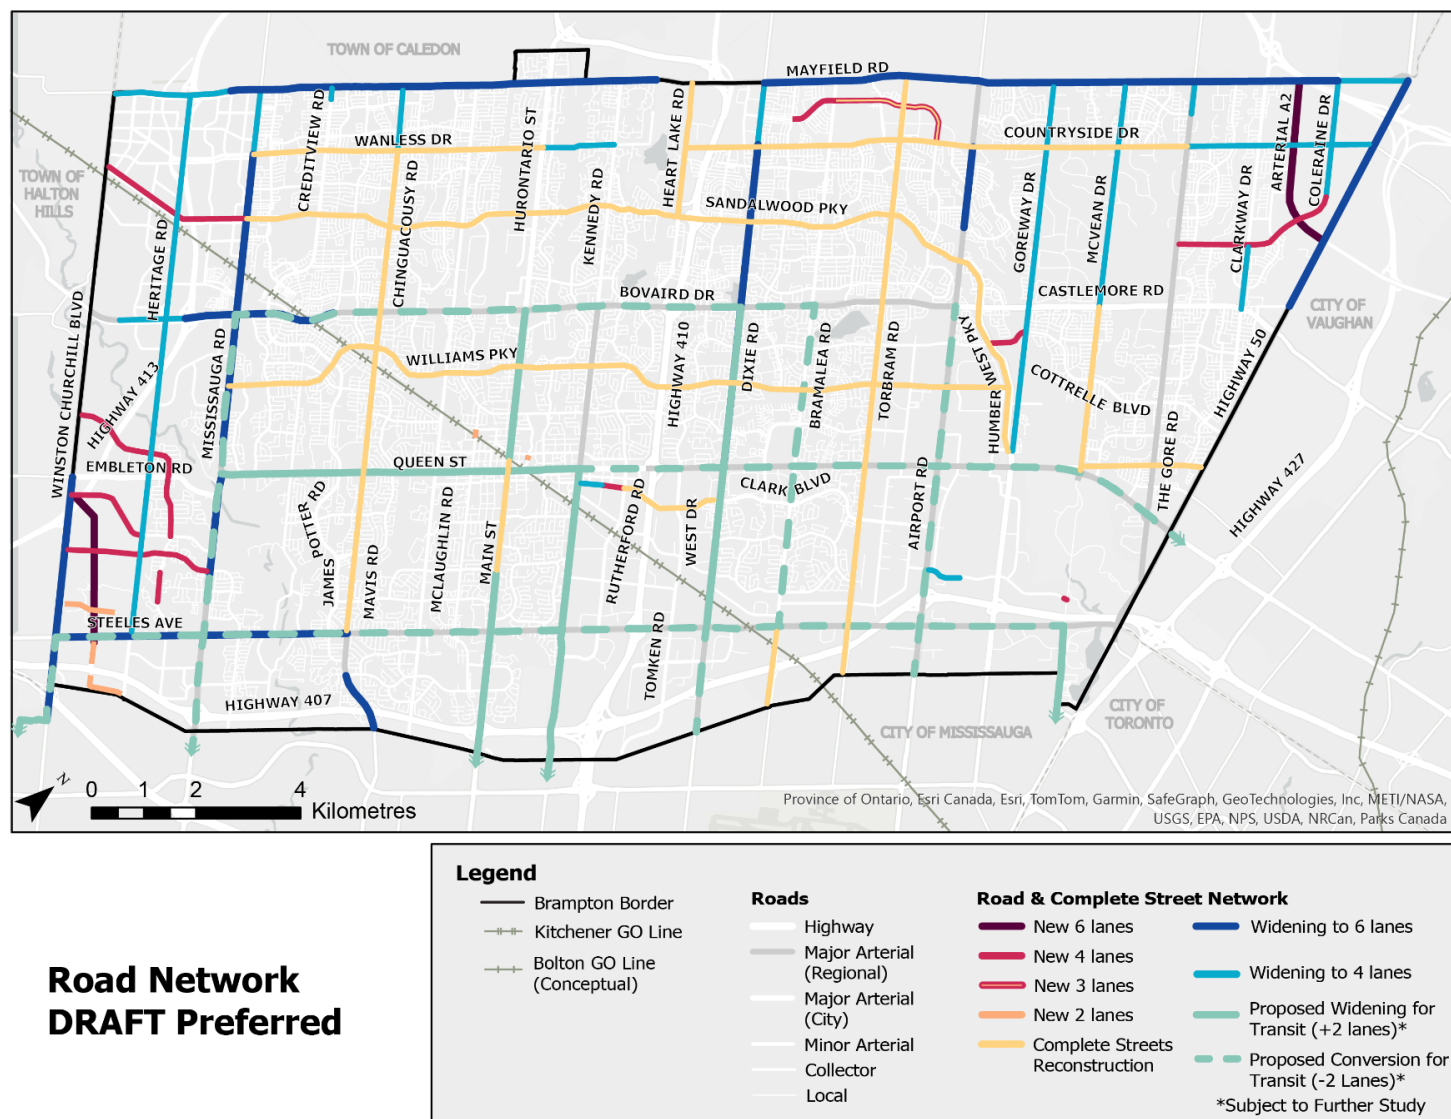 TOWN OF CALEDON
MAYFIELD RD
CREDITVIEW RD
HEART LAKE RD
ARTERIAL A2
COLERAINE DR
WANLESS DR
HURONTARIO ST
COUNTRYSIDE DR
TOWN OF
HALTON
HILLS
CHINGUACOUSY RD
KENNEDY RD
SANDALWOOD PKY
GOREWAY DR
MCVEAN DR
CLARKWAY DR
HERITAGE RD
BOVAIRD DR
CASTLEMORE RD
CITY OF
VAUGHAN
WINSTON CHURCHILL BLVD
HIGHWAY 413
MISSISSAUGA RD
WILLIAMS PKY
HIGHWAY 410
DIXIE RD
BRAMALEA RD
TORBRAM RD
HUMBER WEST PKY
COTTRELLE BLVD
HIGHWAY 50
EMBLETON RD
QUEEN ST
CLARK BLVD
THE GORE RD
HIGHWAY 427
JAMES POTTER RD
MAVIS RD
MCLAUGHLIN RD
MAIN ST
RUTHERFORD RD
WEST DR
AIRPORT RD
STEELES AVE
TOMKEN RD
HIGHWAY 407
CITY OF MISSISSAUGA
CITY OF
TORONTO
N
0 1 2 4
Kilometres
Province of Ontario, Esri Canada, Esri, TomTom, Garmin, SafeGraph, GeoTechnologies, Inc, METI/NASA,
USGS, EPA, NPS, USDA, NRCan, Parks Canada
Road Network
DRAFT Preferred
Legend
Brampton Border
Kitchener GO Line
Bolton GO Line
(Conceptual)
Roads
Highway
Major Arterial
(Regional)
Major Arterial
(City)
Minor Arterial
Collector
Local
Road & Complete Street Network
New 6 lanes
New 4 lanes
New 3 lanes
New 2 lanes
Complete Streets
Reconstruction
Widening to 6 lanes
Widening to 4 lanes
Proposed Widening for
Transit (+2 lanes)*
Proposed Conversion for
Transit (-2 Lanes)*
*Subject to Further Study